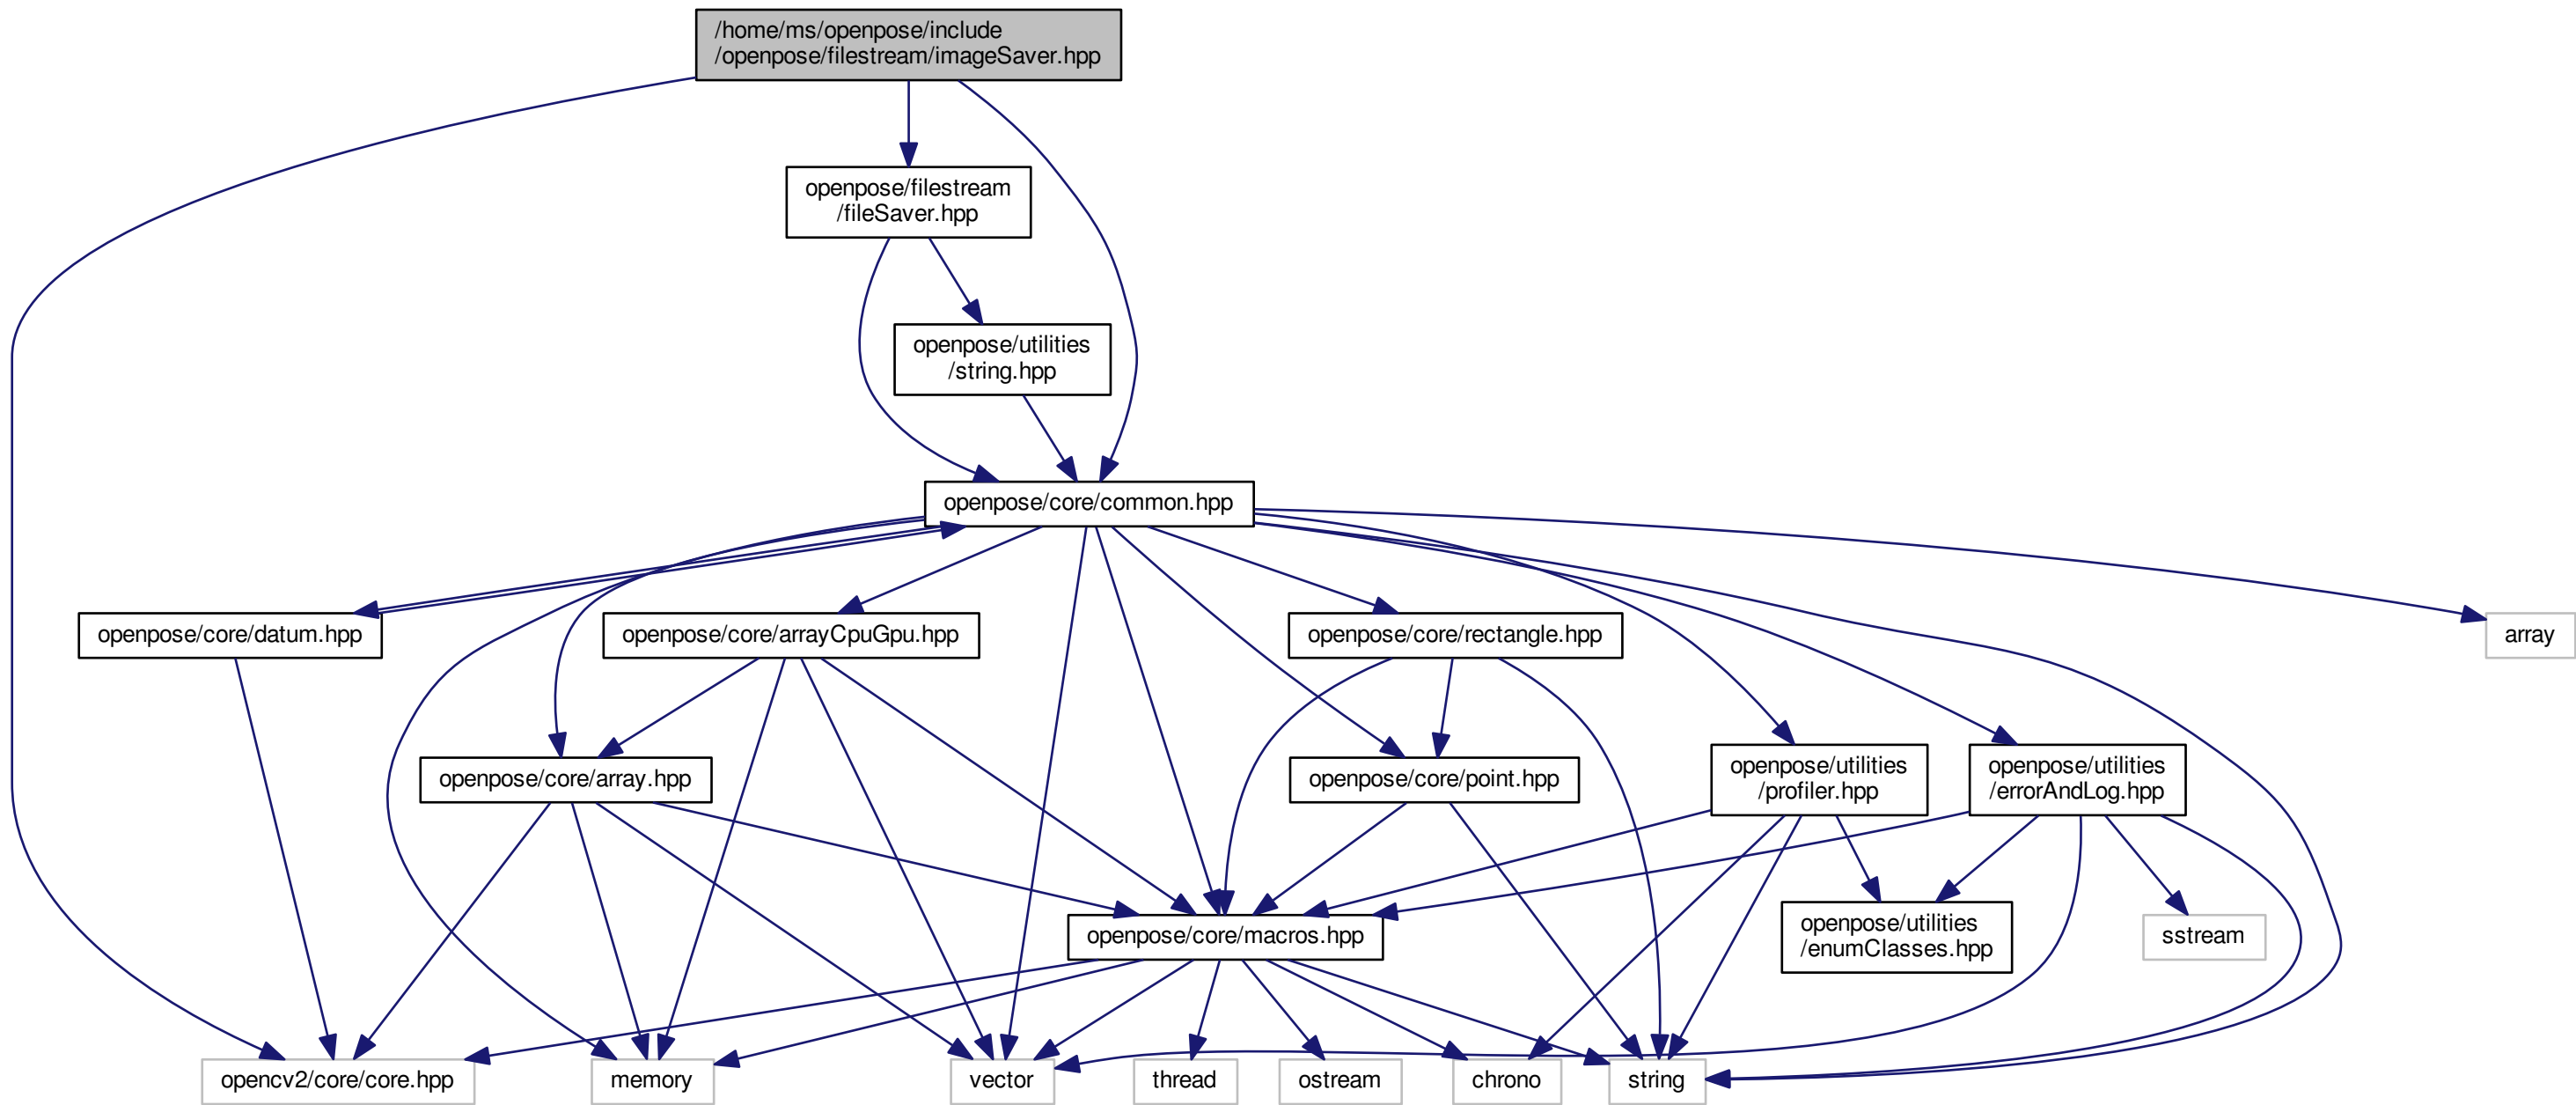 /home/ms/openpose/include
/openpose/filestream/imageSaver.hpp
openpose/filestream
/fileSaver.hpp
openpose/utilities
/string.hpp
openpose/core/common.hpp
openpose/core/datum.hpp
openpose/core/arrayCpuGpu.hpp
openpose/core/rectangle.hpp
array
openpose/core/array.hpp
openpose/core/point.hpp
openpose/utilities
/profiler.hpp
openpose/utilities
/errorAndLog.hpp
openpose/core/macros.hpp
openpose/utilities
/enumClasses.hpp
sstream
opencv2/core/core.hpp
memory
vector
thread
ostream
chrono
string